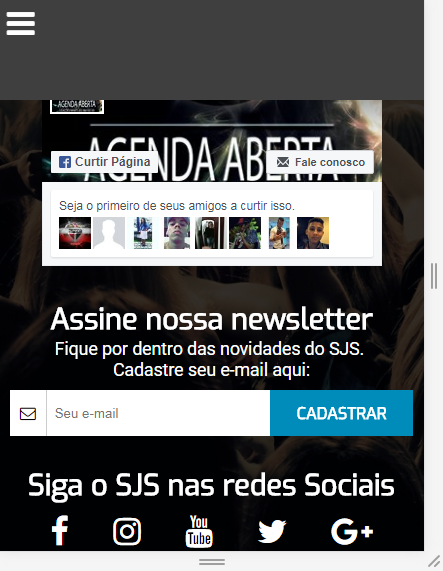 AGENDA ABERTA
AGENDA ABERTA
Curtir Página
Fale conosco
Seja o primeiro de seus amigos a curtir isso.
Assine nossa newsletter
Fique por dentro das novidades do SJS.
Cadastre seu e-mail aqui:
Seu e-mail
CADASTRAR
Siga o SJS nas redes Sociais
You
Tube
G+